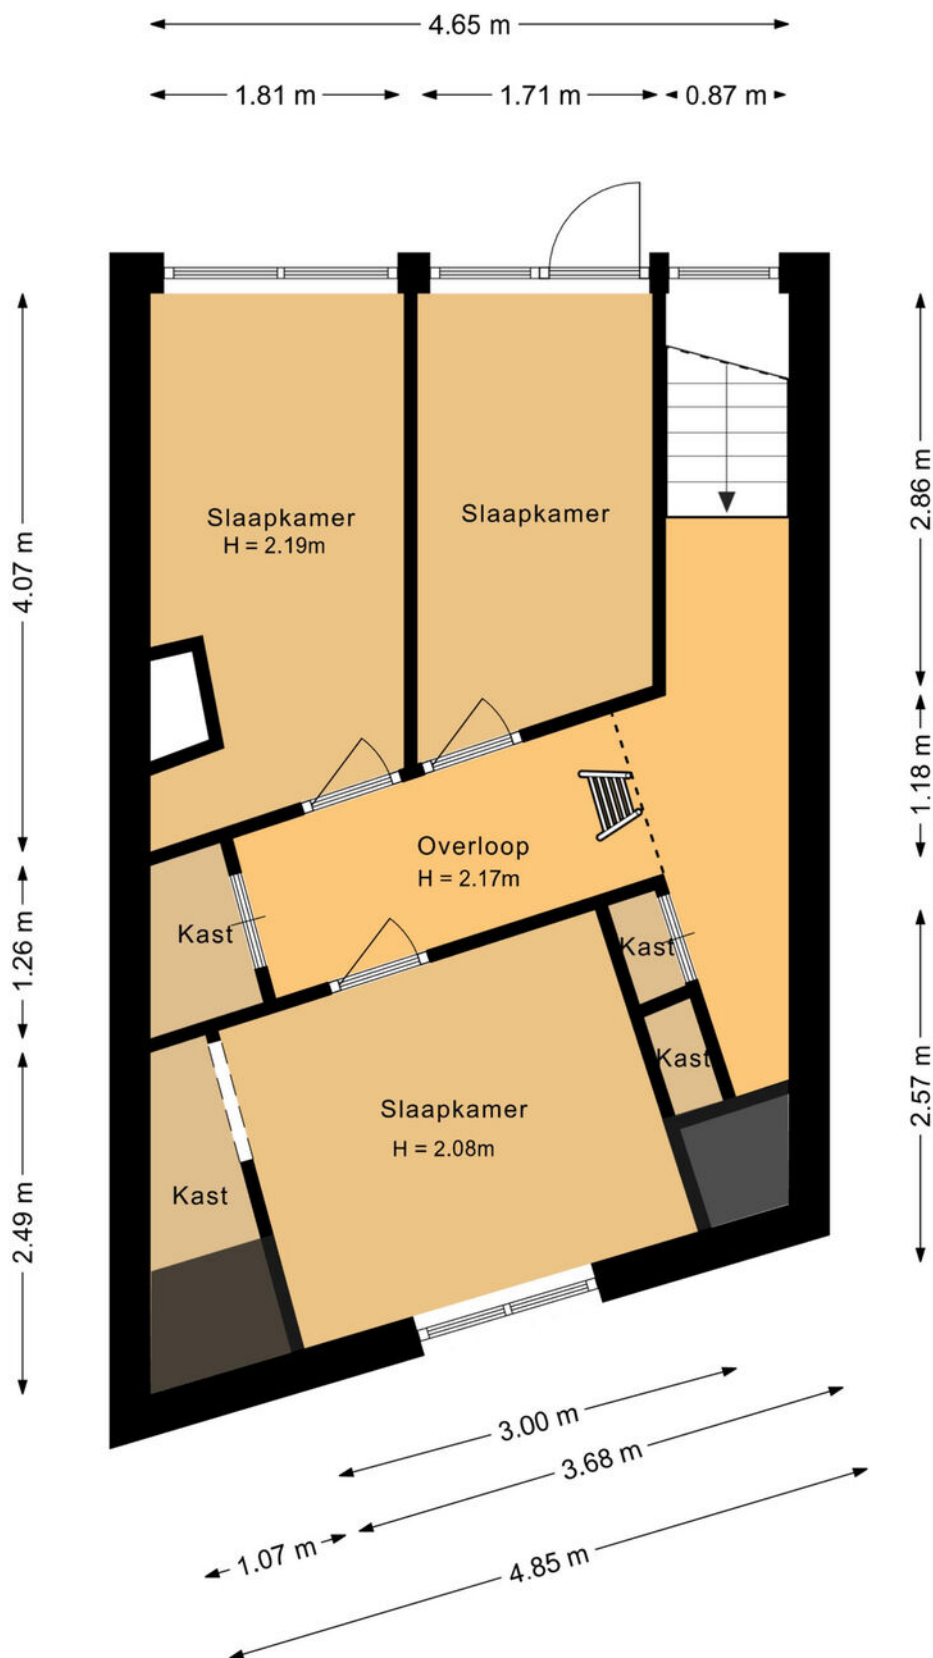 4.65 m
1.81 m
1.71 m
0.87 m
4.07 m
2.86 m
Slaapkamer
H = 2.19m
Slaapkamer
1.18 m
Overloop
H = 2.17m
Kast
Kast
1.26 m
Kast
2.57 m
Slaapkamer
H = 2.08m
Kast
2.49 m
3.00 m
3.68 m
1.07 m
4.85 m